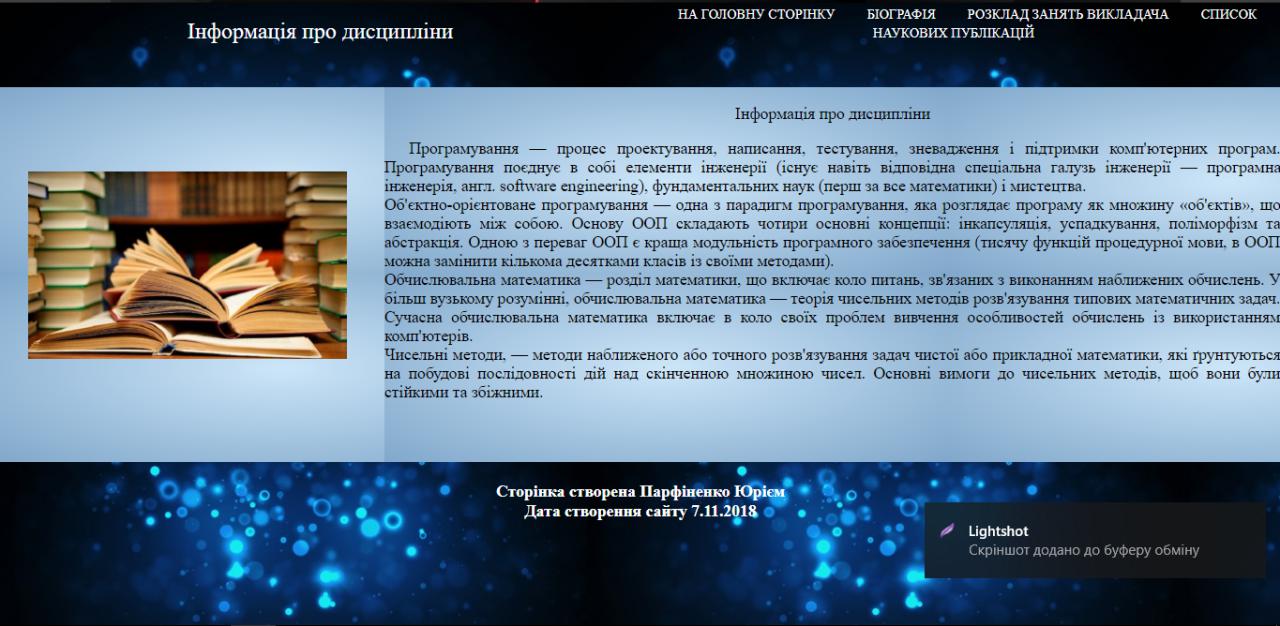 Інформація про дисципліни
НА ГОЛОВНУ СТОРІНКУ БІОГРАФІЯ РОЗКЛАД ЗАНЯТЬ ВИКЛАДАЧА СПИСОК
НАУКОВИХ ПУБЛІКАЦІЙ
Інформація про дисципліни
Програмування — процес проектування, написання, тестування, зневадження і підтримки комп'ютерних програм.
Програмування поєднує в собі елементи інженерії (існує навіть відповідна спеціальна галузь інженерії — програмна
інженерія, англ. software engineering), фундаментальних наук (перш за все математики) і мистецтва.
Об'єктно-орієнтоване програмування — одна з парадигм програмування, яка розглядає програму як множину «об'єктів», що
взаємодіють між собою. Основу ООП складають чотири основні концепції: інкапсуляція, успадкування, поліморфізм та
абстракція. Одною з переваг ООП є краща модульність програмного забезпечення (тисячу функцій процедурної мови, в ООП
можна замінити кількома десятками класів із своїми методами).
Обчислювальна математика — розділ математики, що включає коло питань, зв'язаних з виконанням наближених обчислень. У
більш вузькому розумінні, обчислювальна математика — теорія чисельних методів розв'язування типових математичних задач.
Сучасна обчислювальна математика включає в коло своїх проблем вивчення особливостей обчислень із використанням
комп'ютерів.
Чисельні методи, — методи наближеного або точного розв'язування задач чистої або прикладної математики, які ґрунтуються
на побудові послідовності дій над скінченною множиною чисел. Основні вимоги до чисельних методів, щоб вони були
стійкими та збіжними.
Сторінка створена Парфіненко Юрієм
Дата створення сайту 7.11.2018
Lightshot
Скріншот додано до буферу обміну